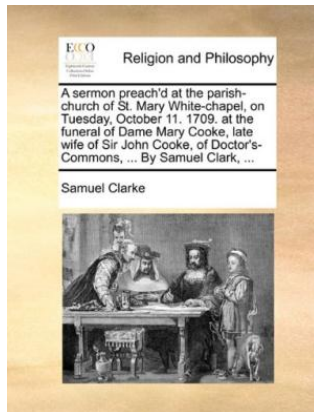 ECCO
Religion and Philosophy
A sermon preach'd at the parish-
church of St. Mary White-chapel, on
Tuesday, October 11. 1709. at the
funeral of Dame Mary Cooke, late
wife of Sir John Cooke, of Doctor's-
Commons, ... By Samuel Clark, ...
Samuel Clarke